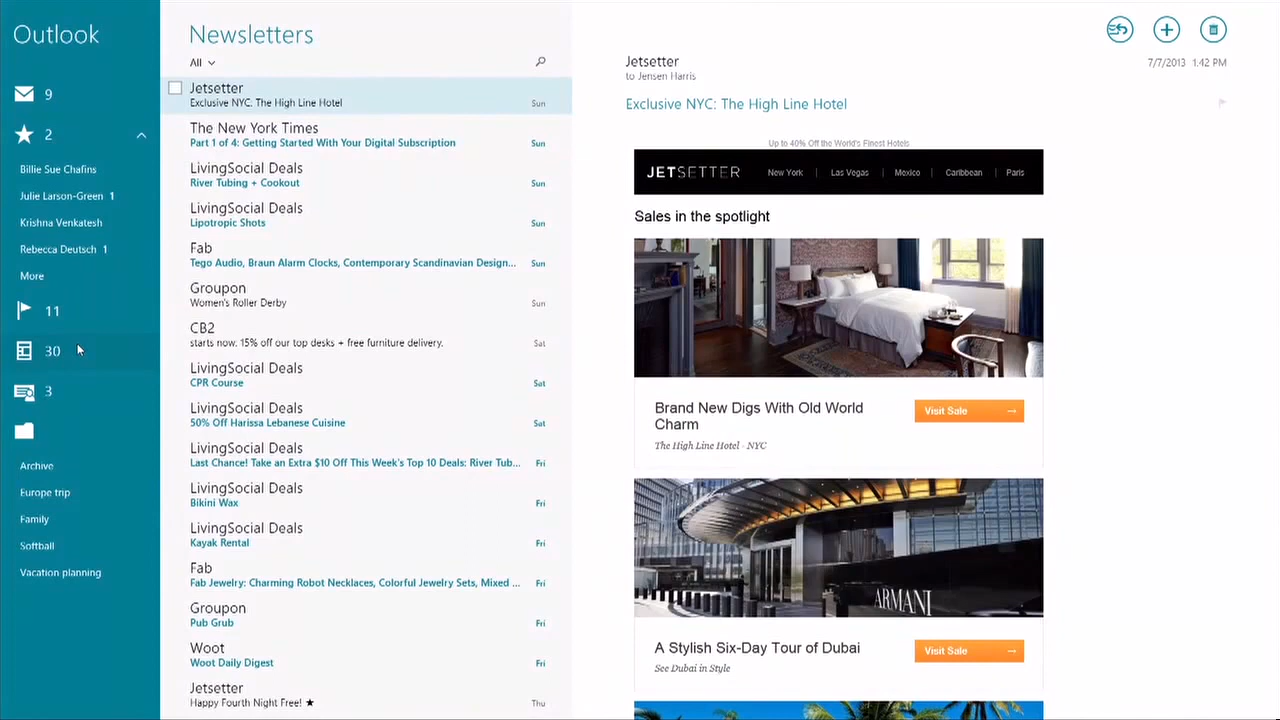 Outlook
9
2
Billie Sue Chafins
Julie Larson-Green 1
Krishna Venkatesh
Rebecca Deutsch 1
More
11
30
3
Archive
Europe trip
Family
Softball
Vacation planning
Newsletters
All
Jetsetter
Exclusive NYC: The High Line Hotel Sun
The New York Times
Part 1 of 4: Getting Started With Your Digital Subscription Sun
LivingSocial Deals
River Tubing + Cookout Sun
LivingSocial Deals
Lipotropic Shots Sun
Fab
Tego Audio, Braun Alarm Clocks, Contemporary Scandinavian Design... Sun
Groupon
Women's Roller Derby Sun
CB2
starts now. 15% off our top desks + free furniture delivery. Sat
LivingSocial Deals
CPR Course Sat
LivingSocial Deals
50% Off Harissa Lebanese Cuisine Sat
LivingSocial Deals
Last Chance! Take an Extra $10 Off This Week's Top 10 Deals: River Tub... Fri
LivingSocial Deals
Bikini Wax Fri
LivingSocial Deals
Kayak Rental Fri
Fab
Fab Jewelry: Charming Robot Necklaces, Colorful Jewelry Sets, Mixed ... Fri
Groupon
Pub Grub Fri
Woot
Woot Daily Digest Fri
Jetsetter
Happy Fourth Night Free! ★ Thu
Jetsetter
to Jensen Harris
7/7/2013 1:42 PM
Exclusive NYC: The High Line Hotel
Up to 40% Off the World's Finest Hotels
JETSETTER New York | Las Vegas | Mexico | Caribbean | Paris
Sales in the spotlight
Brand New Digs With Old World
Charm
The High Line Hotel - NYC
Visit Sale →
ARMANI
A Stylish Six-Day Tour of Dubai
See Dubai in Style
Visit Sale →